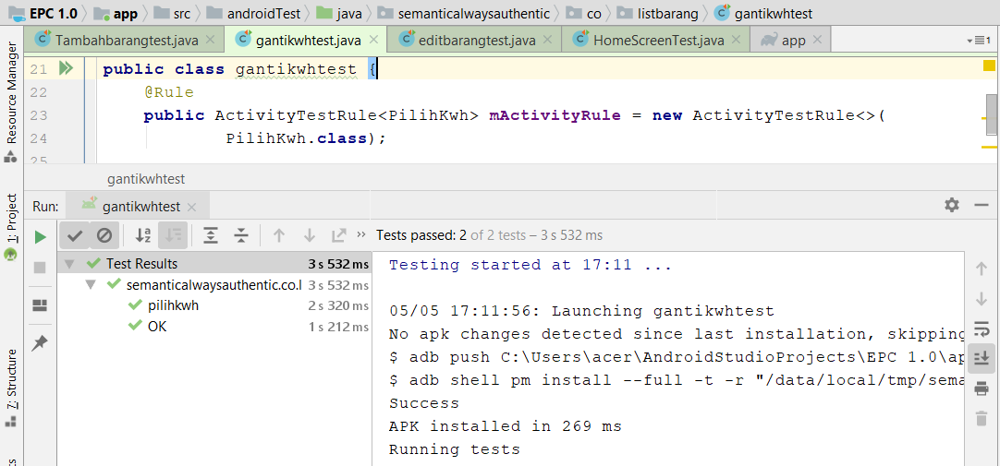 EPC 1.0 app src androidTest java semanticalwaysauthentic co listbarang gantikwhtest
Tambahbarangtest.java gantikwhtest.java editbarangtest.java HomeScreenTest.java app 1
Resource Manager
1: Project
7: Structure
21 public class gantikwhtest {
22 @Rule
23 public ActivityTestRule<PilihKwh> mActivityRule = new ActivityTestRule<>(
24 PilihKwh.class);
25
gantikwhtest
Run: gantikwhtest
Tests passed: 2 of 2 tests – 3 s 532 ms
Test Results 3 s 532 ms
semanticalwaysauthentic.co.l 3 s 532 ms
pilihkwh 2 s 320 ms
OK 1 s 212 ms
Testing started at 17:11 ...
05/05 17:11:56: Launching gantikwhtest
No apk changes detected since last installation, skipping
$ adb push C:\Users\acer\AndroidStudioProjects\EPC 1.0\ap
$ adb shell pm install --full -t -r "/data/local/tmp/sema
Success
APK installed in 269 ms
Running tests